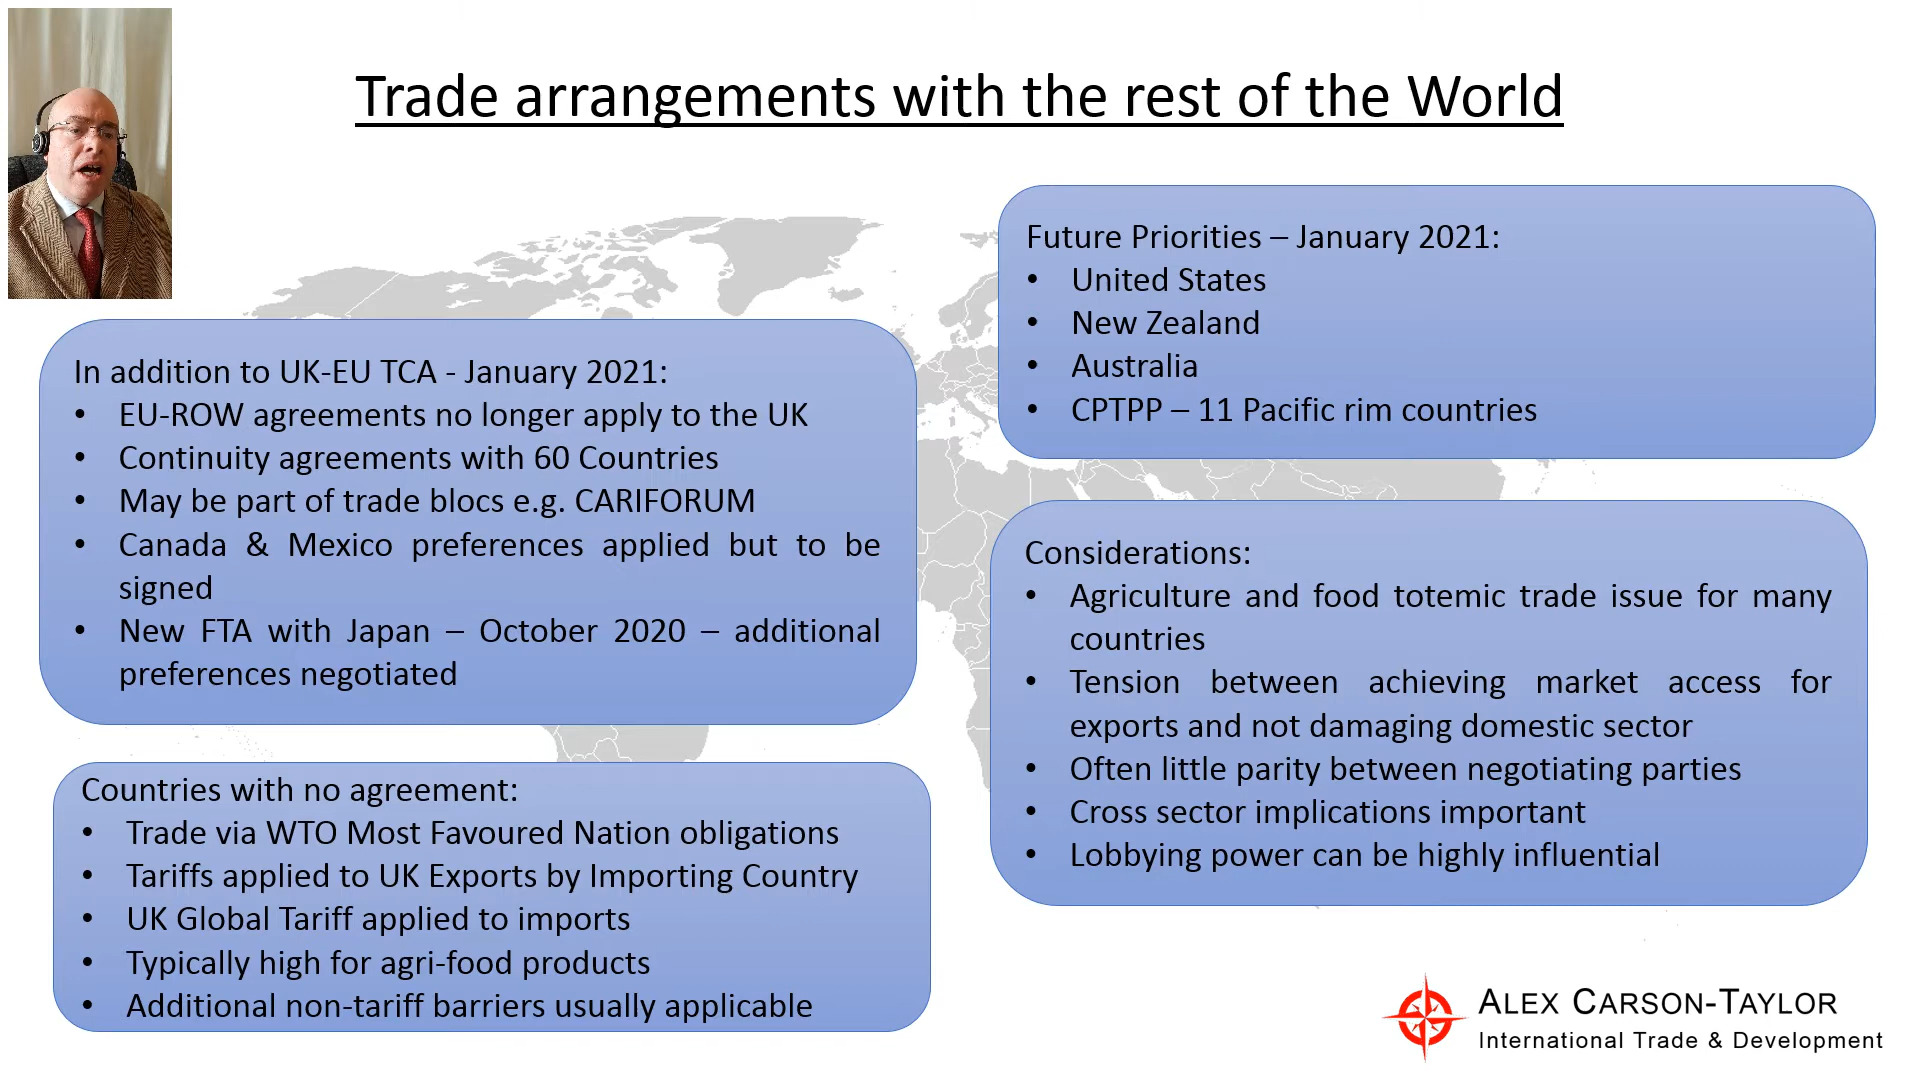 Trade arrangements with the rest of the World
In addition to UK-EU TCA - January 2021:
• EU-ROW agreements no longer apply to the UK
• Continuity agreements with 60 Countries
• May be part of trade blocs e.g. CARIFORUM
• Canada & Mexico preferences applied but to be
signed
• New FTA with Japan – October 2020 – additional
preferences negotiated
Countries with no agreement:
• Trade via WTO Most Favoured Nation obligations
• Tariffs applied to UK Exports by Importing Country
• UK Global Tariff applied to imports
• Typically high for agri-food products
• Additional non-tariff barriers usually applicable
Future Priorities – January 2021:
• United States
• New Zealand
• Australia
• CPTPP – 11 Pacific rim countries
Considerations:
• Agriculture and food totemic trade issue for many
countries
• Tension between achieving market access for
exports and not damaging domestic sector
• Often little parity between negotiating parties
• Cross sector implications important
• Lobbying power can be highly influential
ALEX CARSON-TAYLOR
International Trade & Development